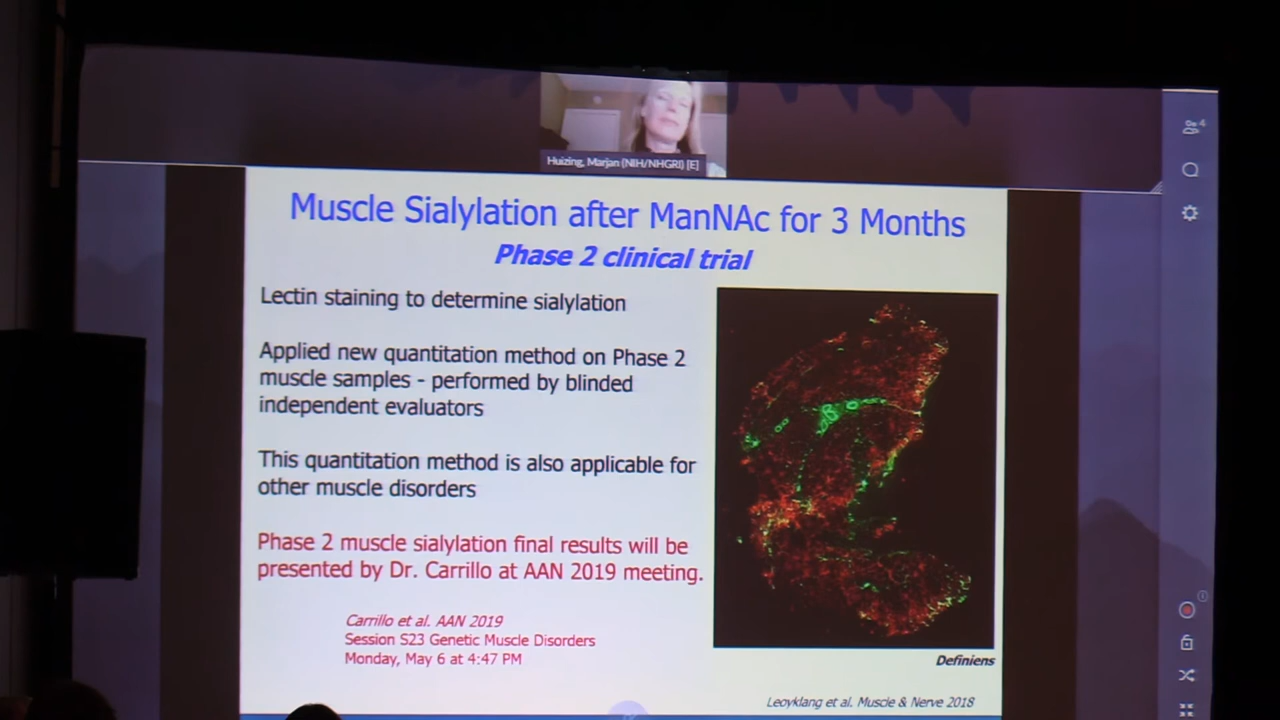 Huizing, Marjan (NIH/NHGRI) [E]
4
Muscle Sialylation after ManNAc for 3 Months
Phase 2 clinical trial
Lectin staining to determine sialylation
Applied new quantitation method on Phase 2
muscle samples - performed by blinded
independent evaluators
This quantitation method is also applicable for
other muscle disorders
Phase 2 muscle sialylation final results will be
presented by Dr. Carrillo at AAN 2019 meeting.
Carrillo et al. AAN 2019
Session S23 Genetic Muscle Disorders
Monday, May 6 at 4:47 PM
Definiens
Leoyklang et al. Muscle & Nerve 2018